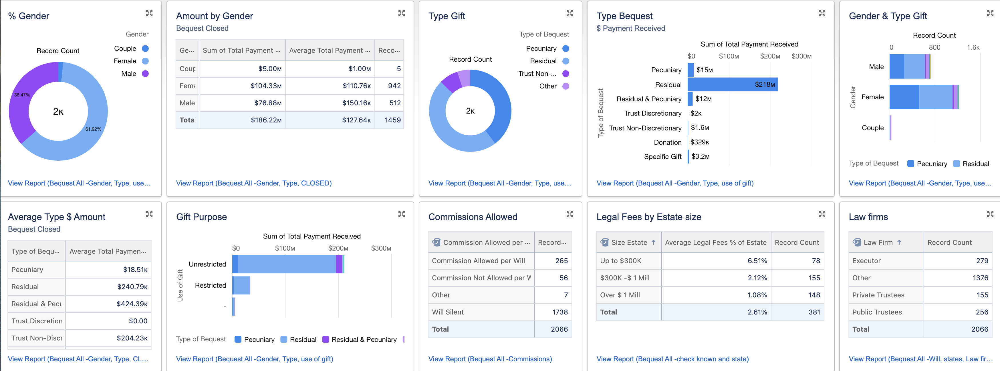 % Gender
Gender
Couple
Female
Male
Record Count
36.47%
2K
61.92%
View Report (Bequest All -Gender, Type, use…
Amount by Gender
Bequest Closed
Ge… Sum of Total Payment … Average Total Payment … Reco…
Coup $5.00M $1.00M 5
Fema $104.33M $110.76K 942
Male $76.88M $150.16K 512
Total $186.22M $127.64K 1459
View Report (Bequest All -Gender, Type, CLOSED)
Type Gift
Type of Bequest
Pecuniary
Residual
Trust Non-…
Other
Record Count
2K
View Report (Bequest All -Gender, Type, use…
Type Bequest
$ Payment Received
Sum of Total Payment Received
$0 $100M $200M $300M
Type of Bequest
Pecuniary $15M
Residual $218M
Residual & Pecuniary $12M
Trust Discretionary $2K
Trust Non-Discretionary $1.6M
Donation $329K
Specific Gift $3.2M
View Report (Bequest All -Gender, Type, use of gift)
Gender & Type Gift
Record Count
0 800 1.6K
Gender
Male
Female
Couple
Type of Bequest Pecuniary Residual
View Report (Bequest All -Gender, Type, use…
Average Type $ Amount
Bequest Closed
Type of Bequ… Average Total Paymen…
Pecuniary $18.51K
Residual $240.79K
Residual & Pecu $424.39K
Trust Discretion $0.00
Trust Non-Discr $204.23K
View Report (Bequest All -Gender, Type, CL…
Gift Purpose
Sum of Total Payment Received
$0 $100M $200M $300M
Use of Gift
Unrestricted
Restricted
-
Type of Bequest Pecuniary Residual Residual & Pecuniary
View Report (Bequest All -Gender, Type, use of gift)
Commissions Allowed
Commission Allowed per … Record…
Commission Allowed per Will 265
Commission Not Allowed per W 56
Other 7
Will Silent 1738
Total 2066
View Report (Bequest All -Commissions)
Legal Fees by Estate size
Size Estate ↑ Average Legal Fees % of Estate Record Count
Up to $300K 6.51% 78
$300K -$ 1 Mill 2.12% 155
Over $ 1 Mill 1.08% 148
Total 2.61% 381
View Report (Bequest All -check known and state)
Law firms
Law Firm ↑ Record Count
Executor 279
Other 1376
Private Trustees 155
Public Trustees 256
Total 2066
View Report (Bequest All -Will, states, Law fir…